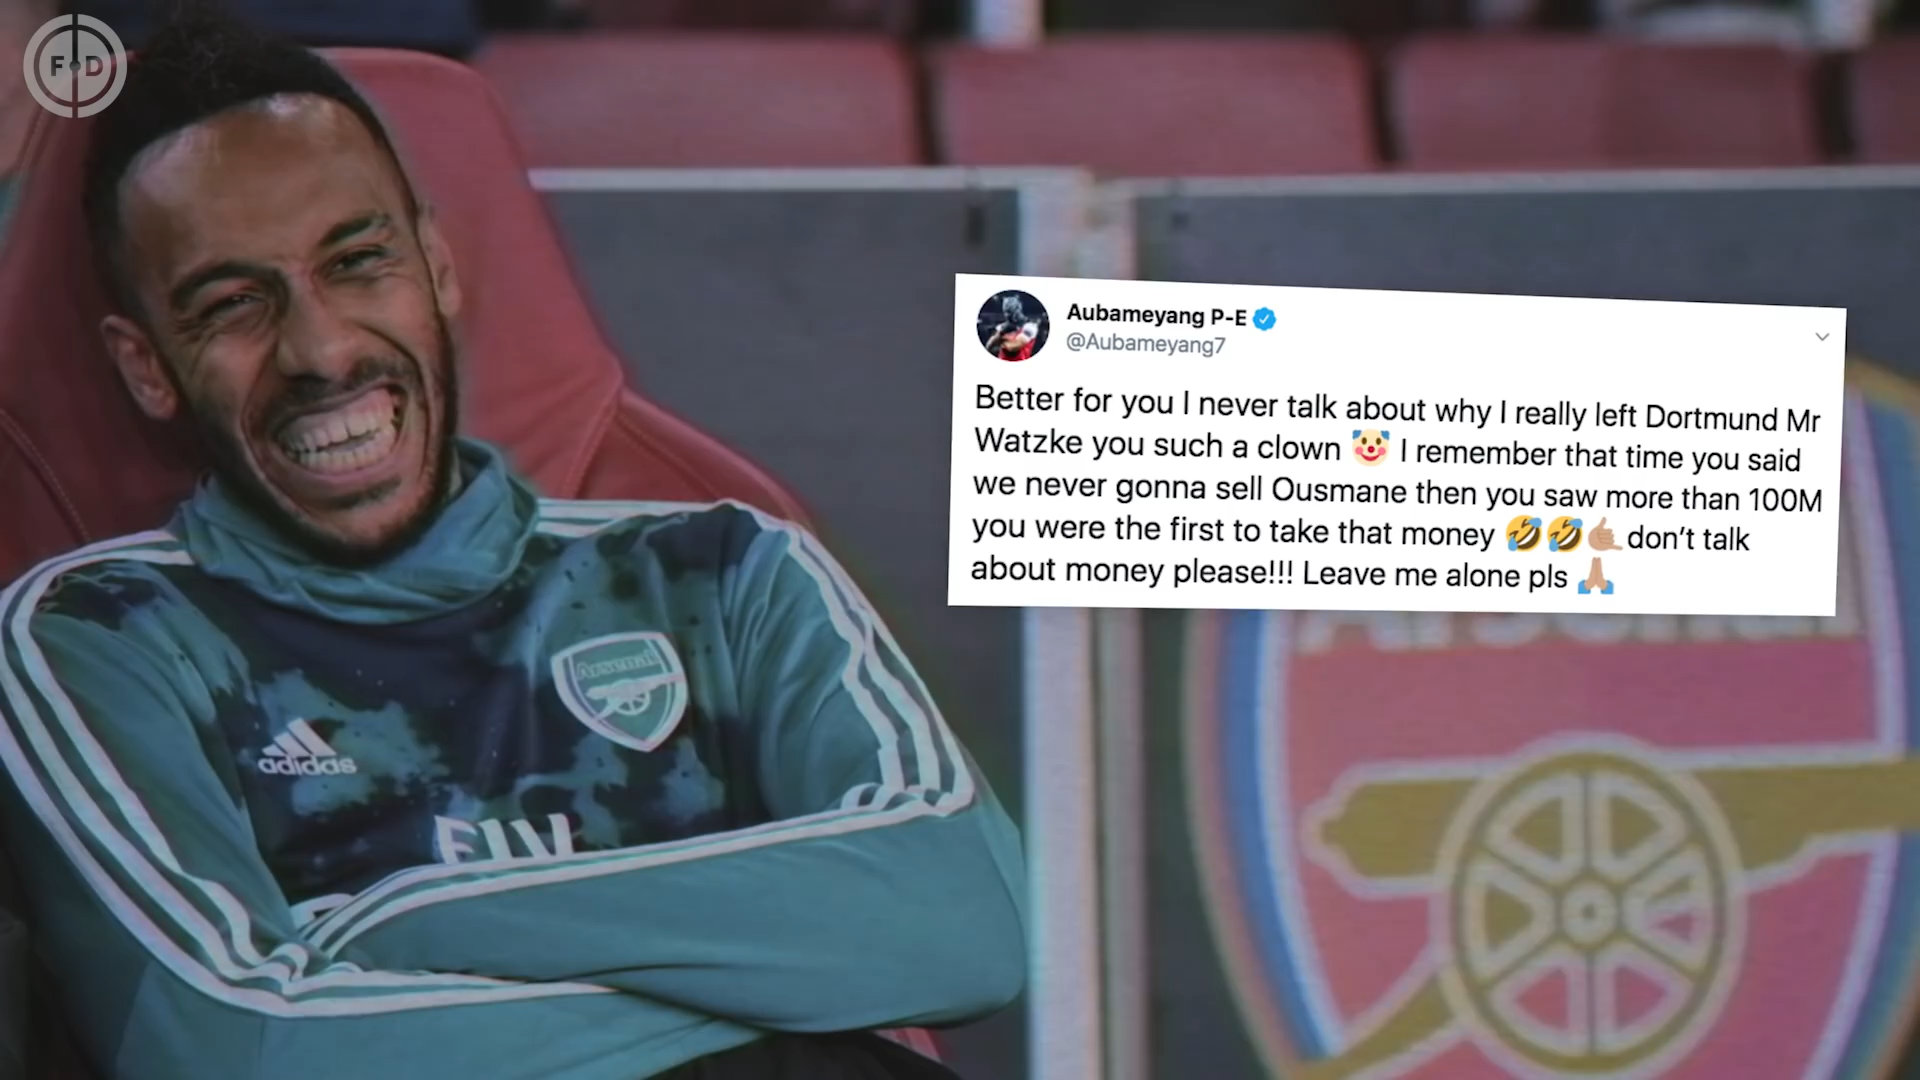 F D
Aubameyang P-E
@Aubameyang7
Better for you I never talk about why I really left Dortmund Mr
Watzke you such a clown 🤡 I remember that time you said
we never gonna sell Ousmane then you saw more than 100M
you were the first to take that money 🤣🤣🤙🏽don’t talk
about money please!!! Leave me alone pls 🙏🏽
Arsenal
adidas
Arsenal